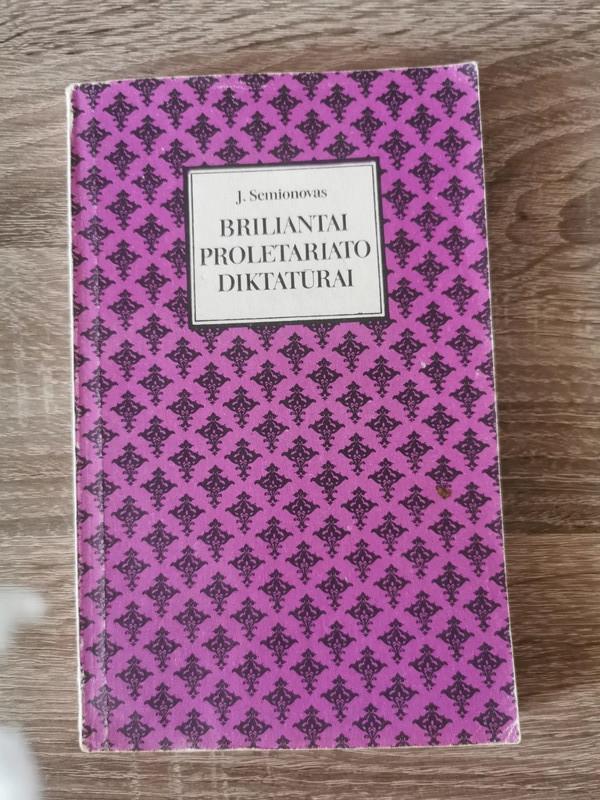 J. Semionovas
BRILIANTAI
PROLETARIATO
DIKTATŪRAI